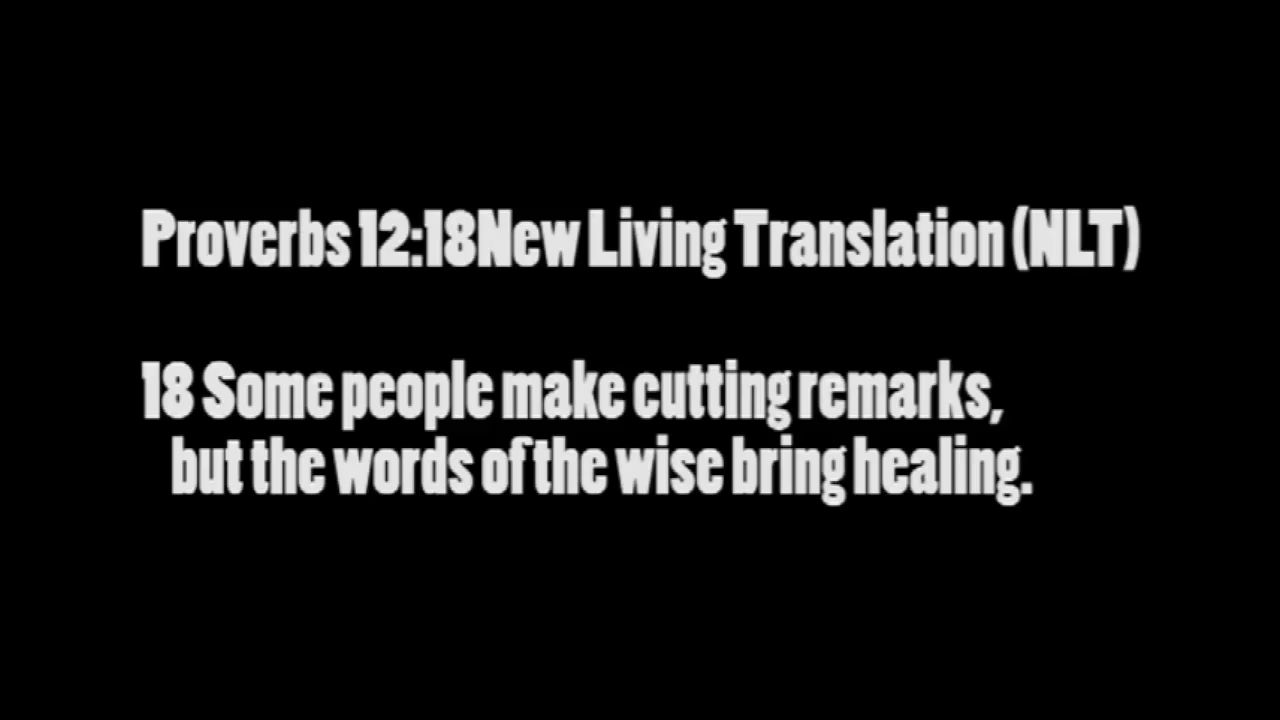 Proverbs 12:18New Living Translation (NLT)
18 Some people make cutting remarks,
but the words of the wise bring healing.